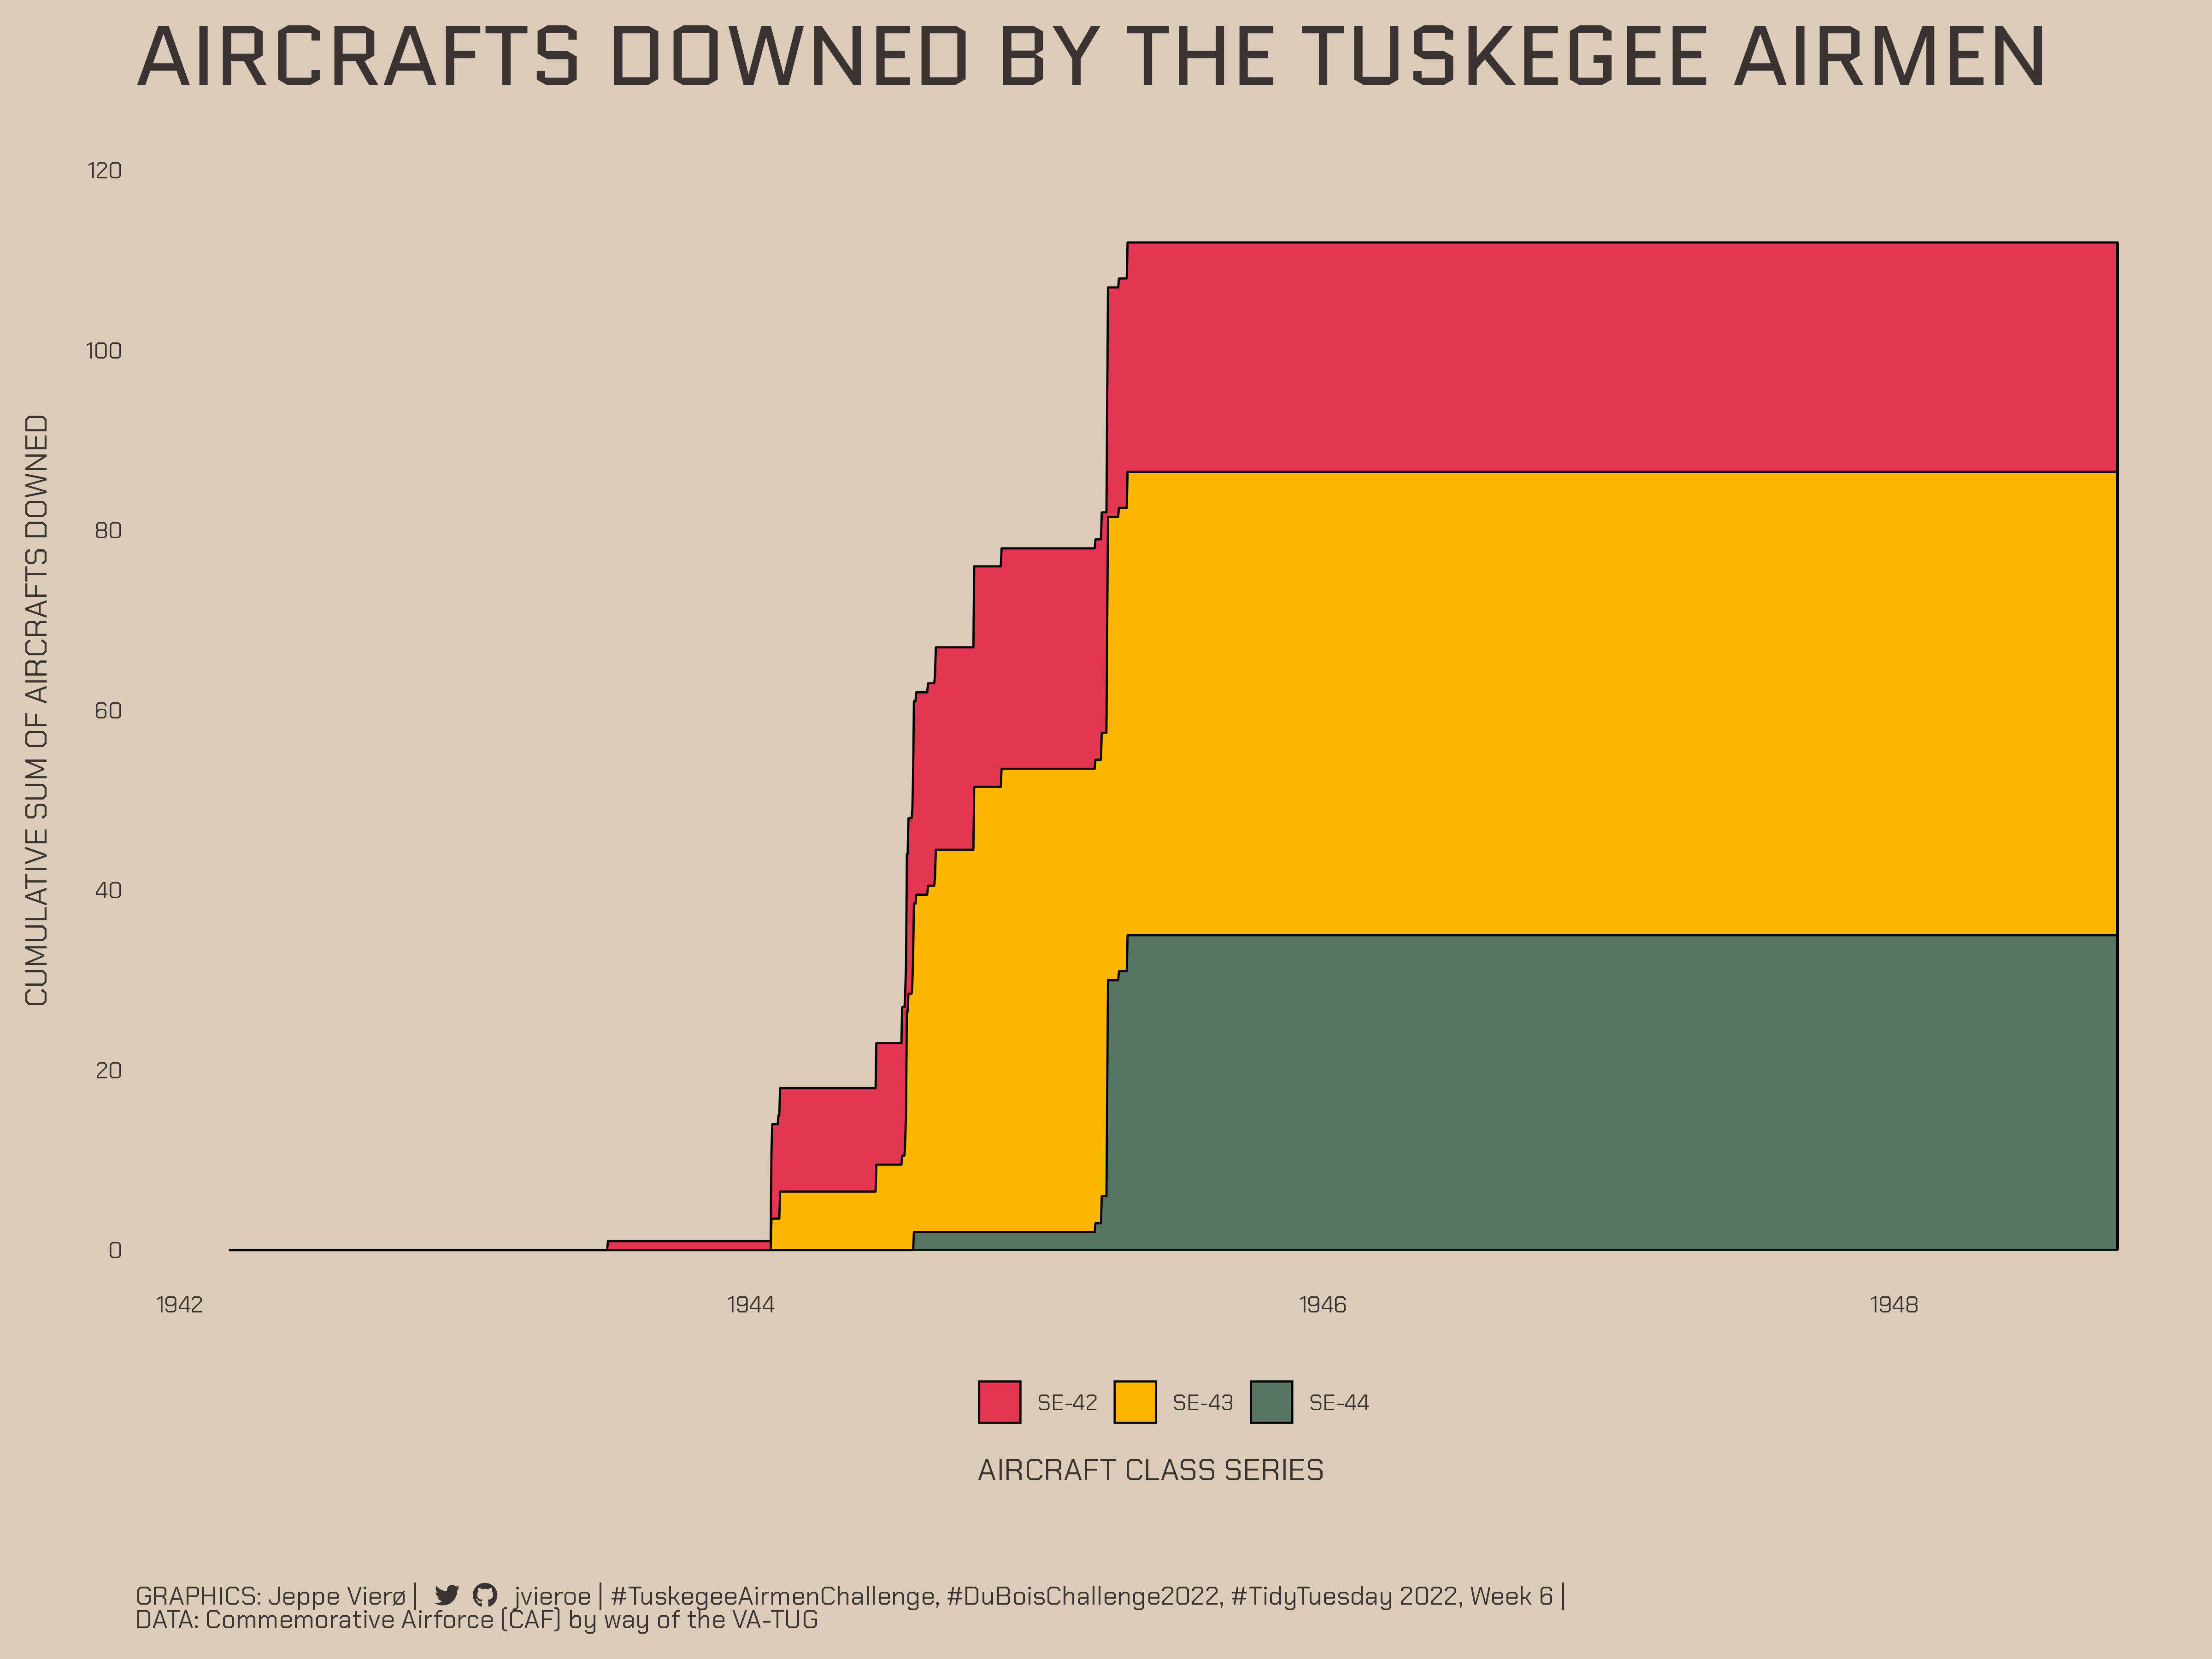 AIRCRAFTS DOWNED BY THE TUSKEGEE AIRMEN
CUMULATIVE SUM OF AIRCRAFTS DOWNED
120
100
80
60
40
20
0
1942 1944 1946 1948
SE-42 SE-43 SE-44
AIRCRAFT CLASS SERIES
GRAPHICS: Jeppe Vierø | jvieroe | #TuskegeeAirmenChallenge, #DuBoisChallenge2022, #TidyTuesday 2022, Week 6 |
DATA: Commemorative Airforce (CAF) by way of the VA-TUG